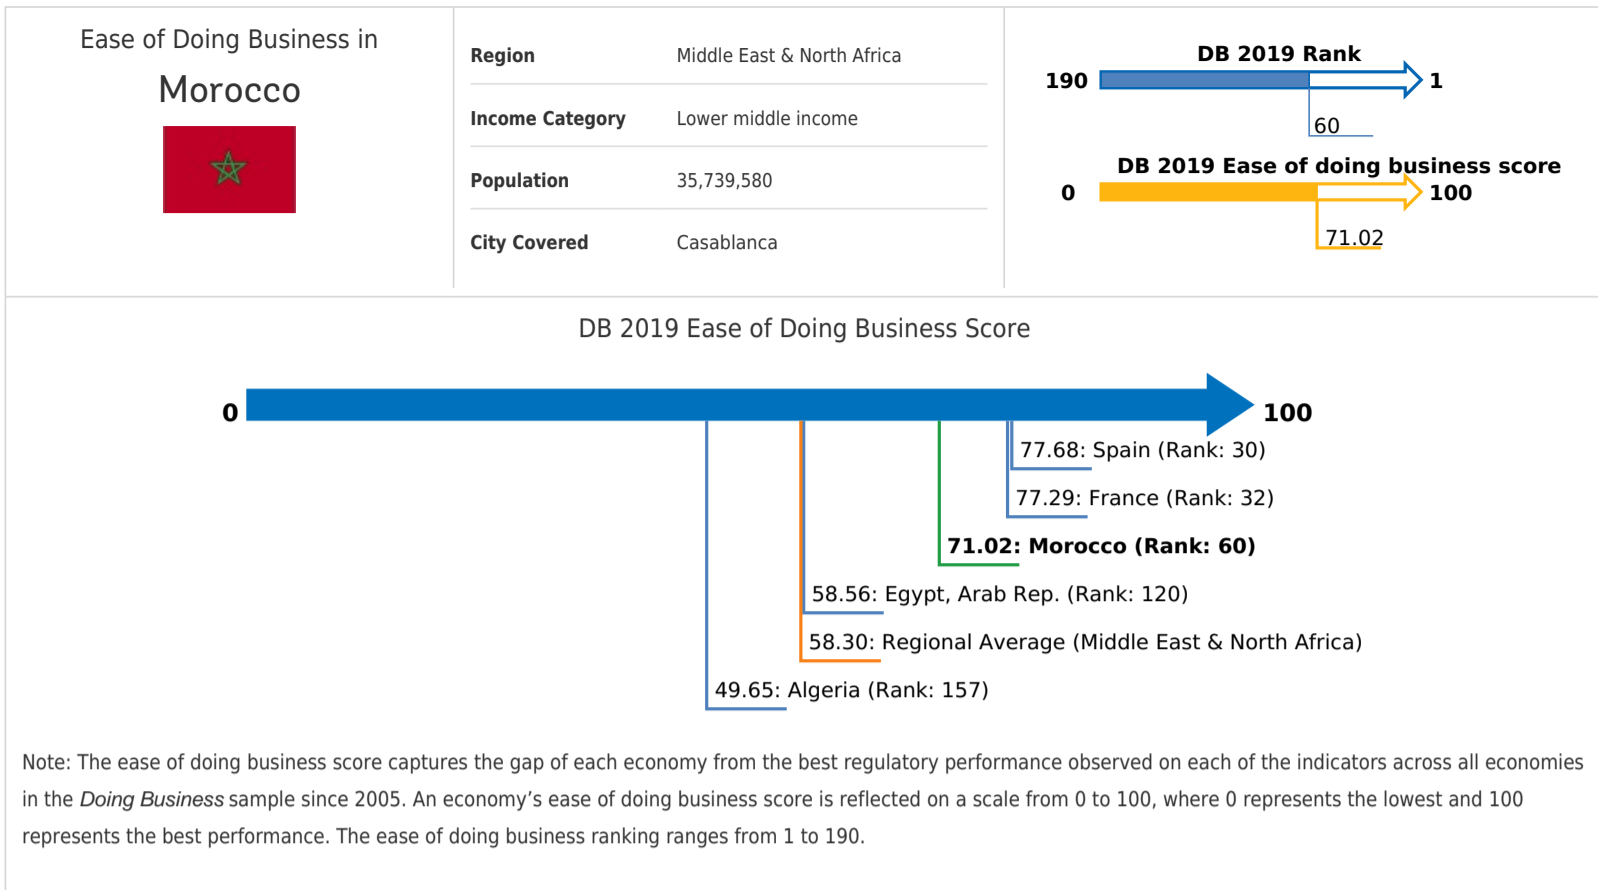 Ease of Doing Business in
Morocco
Region Middle East & North Africa
Income Category Lower middle income
Population 35,739,580
City Covered Casablanca
DB 2019 Rank
190 1
60
DB 2019 Ease of doing business score
0 100
71.02
DB 2019 Ease of Doing Business Score
0 100
77.68: Spain (Rank: 30)
77.29: France (Rank: 32)
71.02: Morocco (Rank: 60)
58.56: Egypt, Arab Rep. (Rank: 120)
58.30: Regional Average (Middle East & North Africa)
49.65: Algeria (Rank: 157)
Note: The ease of doing business score captures the gap of each economy from the best regulatory performance observed on each of the indicators across all economies
in the Doing Business sample since 2005. An economy’s ease of doing business score is reflected on a scale from 0 to 100, where 0 represents the lowest and 100
represents the best performance. The ease of doing business ranking ranges from 1 to 190.